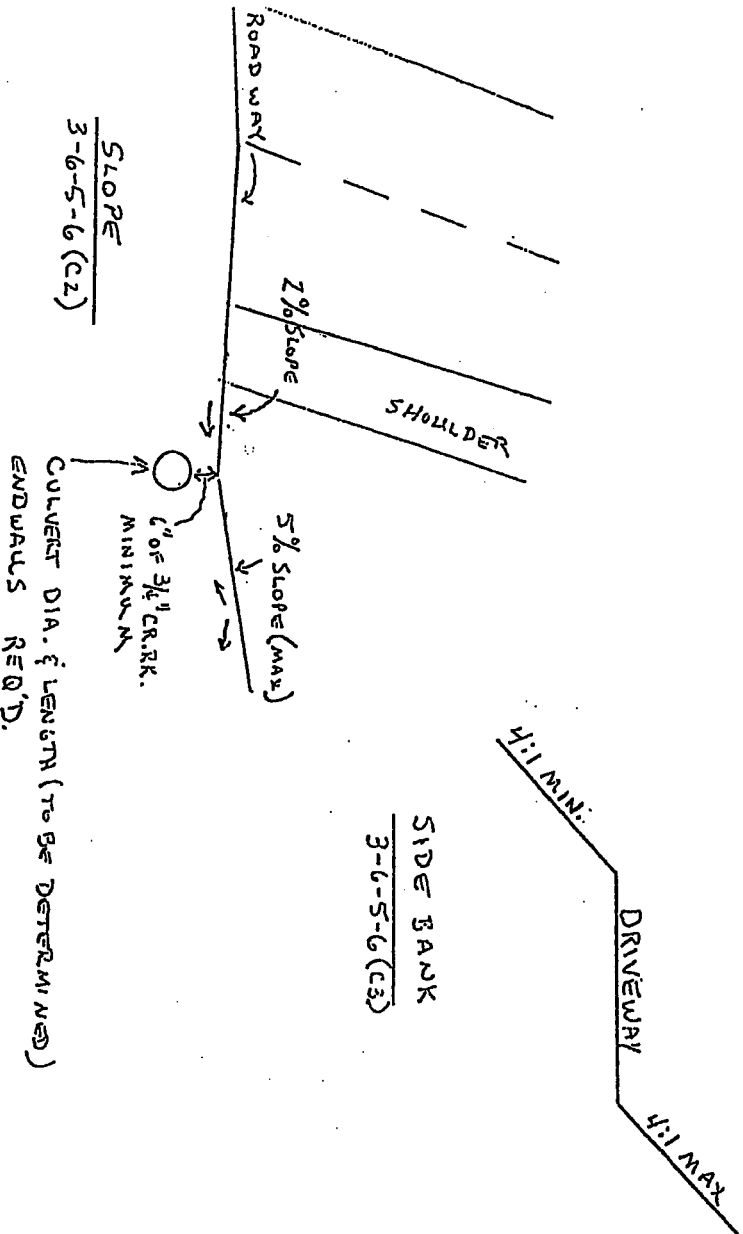 ROADWAY
2% SLOPE
SHOULDER
5% SLOPE (MAX)
6" OF 3/4" CR.RK.
MINIMUM
CULVERT DIA. & LENGTH (TO BE DETERMINED)
ENDWALLS REQ'D.
SLOPE
3-6-5-6 (C2)
4:1 MIN.
DRIVEWAY
4:1 MAX
SIDE BANK
3-6-5-6 (C3)